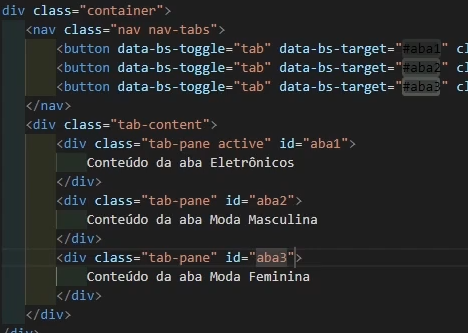 div class="container">
<nav class="nav nav-tabs">
<button data-bs-toggle="tab" data-bs-target="#aba1" cl
<button data-bs-toggle="tab" data-bs-target="#aba2" cl
<button data-bs-toggle="tab" data-bs-target="#aba3" cl
</nav>
<div class="tab-content">
<div class="tab-pane active" id="aba1">
Conteúdo da aba Eletrônicos
</div>
<div class="tab-pane" id="aba2">
Conteúdo da aba Moda Masculina
</div>
<div class="tab-pane" id="aba3">
Conteúdo da aba Moda Feminina
</div>
</div>
/div>